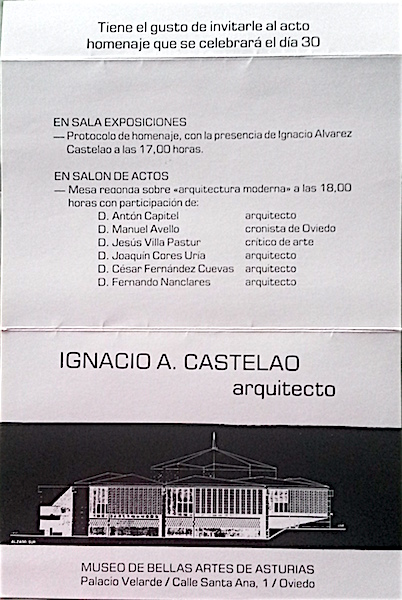 Tiene el gusto de invitarle al acto
homenaje que se celebrará el día 30
EN SALA EXPOSICIONES
— Protocolo de homenaje, con la presencia de Ignacio Alvarez
Castelao a las 17,00 horas.
EN SALON DE ACTOS
— Mesa redonda sobre «arquitectura moderna» a las 18,00
horas con participación de:
D. Antón Capitel arquitecto
D. Manuel Avello cronista de Oviedo
D. Jesús Villa Pastur crítico de arte
D. Joaquín Cores Uría arquitecto
D. César Fernández Cuevas arquitecto
D. Fernando Nanclares arquitecto
IGNACIO A. CASTELAO
arquitecto
ALZADO SUR
MUSEO DE BELLAS ARTES DE ASTURIAS
Palacio Velarde / Calle Santa Ana, 1 / Oviedo